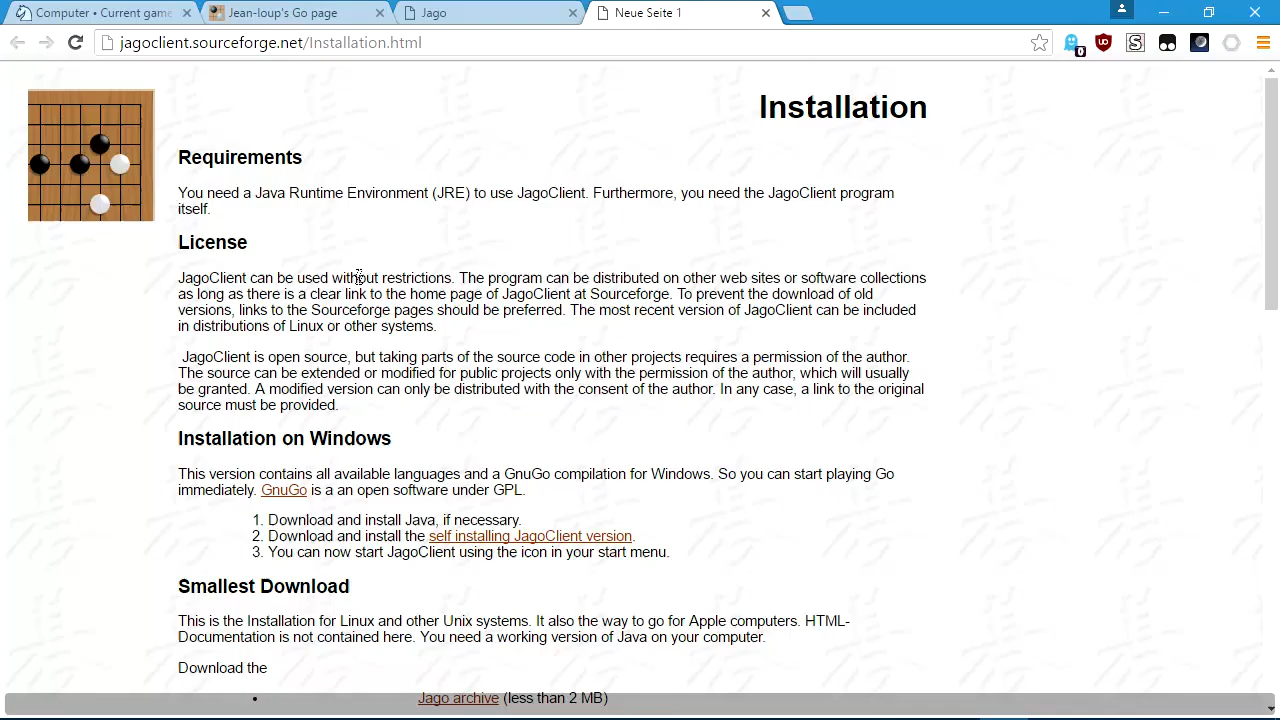 Computer • Current game
Jean-loup's Go page
Jago
Neue Seite 1
jagoclient.sourceforge.net/Installation.html
0
UO
S
Installation
Requirements
You need a Java Runtime Environment (JRE) to use JagoClient. Furthermore, you need the JagoClient program
itself.
License
JagoClient can be used without restrictions. The program can be distributed on other web sites or software collections
as long as there is a clear link to the home page of JagoClient at Sourceforge. To prevent the download of old
versions, links to the Sourceforge pages should be preferred. The most recent version of JagoClient can be included
in distributions of Linux or other systems.
JagoClient is open source, but taking parts of the source code in other projects requires a permission of the author.
The source can be extended or modified for public projects only with the permission of the author, which will usually
be granted. A modified version can only be distributed with the consent of the author. In any case, a link to the original
source must be provided.
Installation on Windows
This version contains all available languages and a GnuGo compilation for Windows. So you can start playing Go
immediately. GnuGo is a an open software under GPL.
1. Download and install Java, if necessary.
2. Download and install the self installing JagoClient version.
3. You can now start JagoClient using the icon in your start menu.
Smallest Download
This is the Installation for Linux and other Unix systems. It also the way to go for Apple computers. HTML-
Documentation is not contained here. You need a working version of Java on your computer.
Download the
• Jago archive (less than 2 MB)